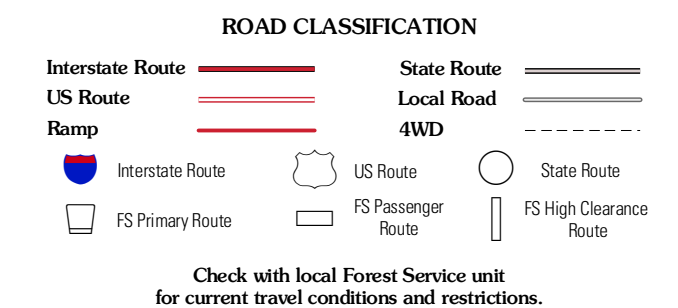 ROAD CLASSIFICATION
Interstate Route
State Route
US Route
Local Road
Ramp
4WD
Interstate Route
US Route
State Route
FS Primary Route
FS Passenger
Route
FS High Clearance
Route
Check with local Forest Service unit
for current travel conditions and restrictions.